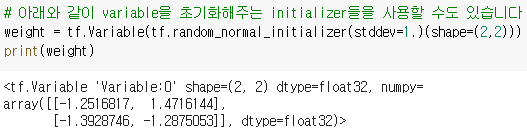 # 아래와 같이 variable을 초기화해주는 initializer들을 사용할 수도 있습니다
weight = tf.Variable(tf.random_normal_initializer(stddev=1.)(shape=(2,2)))
print(weight)
<tf.Variable 'Variable:0' shape=(2, 2) dtype=float32, numpy=
array([[-1.2516817,  1.4716144],
       [-1.3928746, -1.2875053]], dtype=float32)>